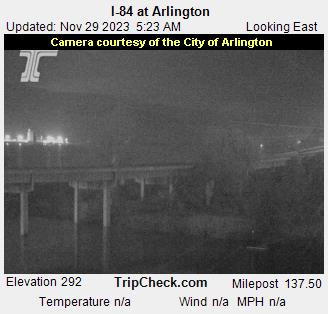 I-84 at Arlington
Updated: Nov 29 2023 5:23 AM Looking East
Camera courtesy of the City of Arlington
Elevation 292 TripCheck.com Milepost 137.50
Temperature n/a Wind n/a MPH n/a